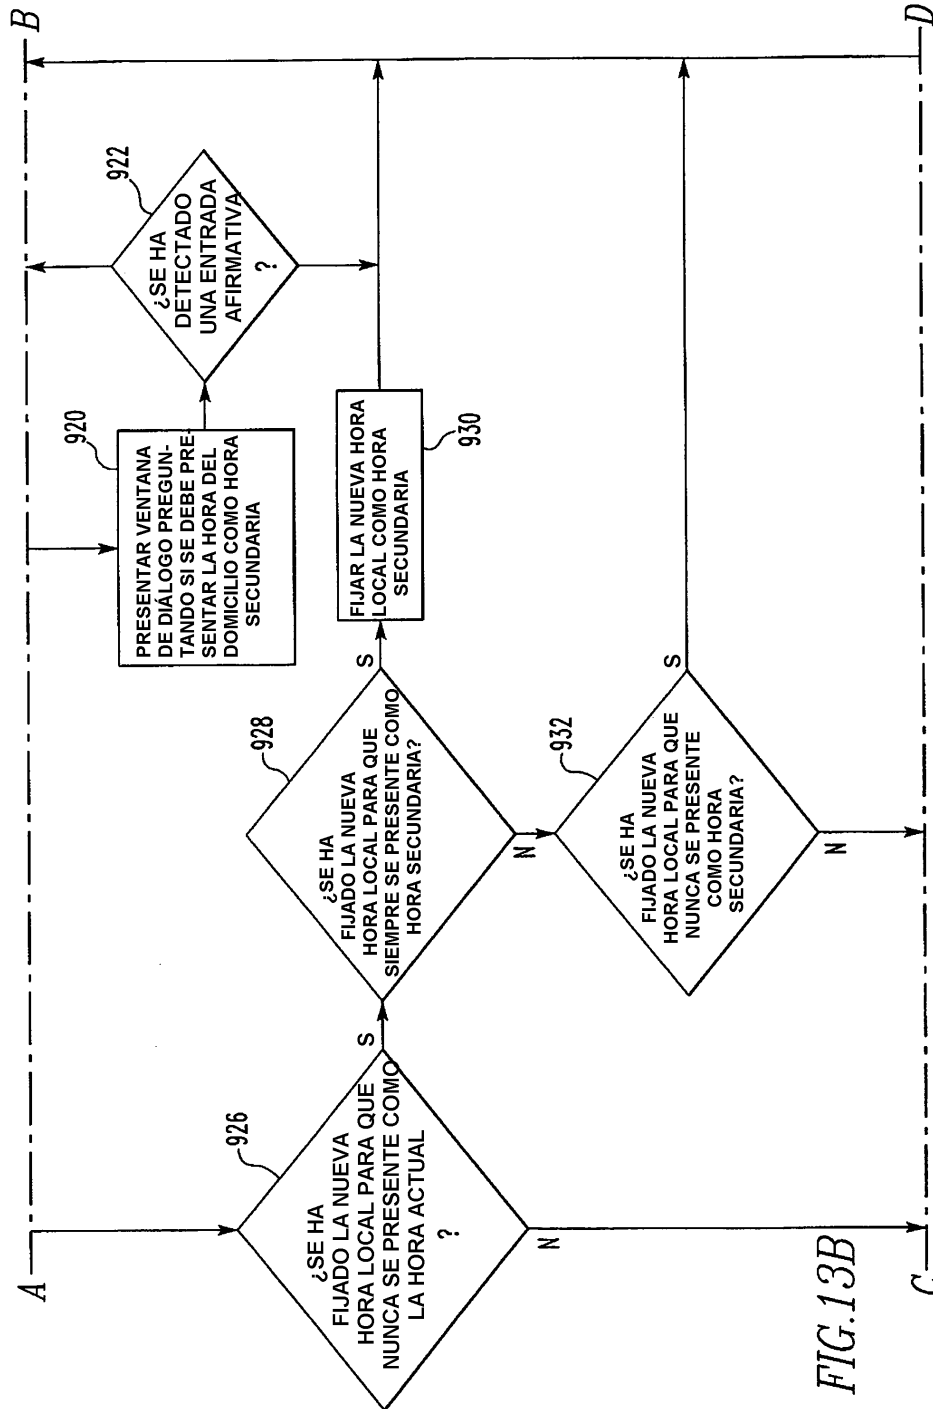 A
B
926
¿SE HA
FIJADO LA NUEVA
HORA LOCAL PARA QUE
NUNCA SE PRESENTE COMO
LA HORA ACTUAL
?
S
N
928
¿SE HA
FIJADO LA NUEVA
HORA LOCAL PARA QUE
SIEMPRE SE PRESENTE COMO
HORA SECUNDARIA?
S
N
920
PRESENTAR VENTANA
DE DIÁLOGO PREGUN-
TANDO SI SE DEBE PRE-
SENTAR LA HORA DEL
DOMICILIO COMO HORA
SECUNDARIA
922
¿SE HA
DETECTADO
UNA ENTRADA
AFIRMATIVA
?
FIJAR LA NUEVA HORA
LOCAL COMO HORA
SECUNDARIA
930
932
¿SE HA
FIJADO LA NUEVA
HORA LOCAL PARA QUE
NUNCA SE PRESENTE
COMO HORA
SECUNDARIA?
S
N
C
D
FIG.13B